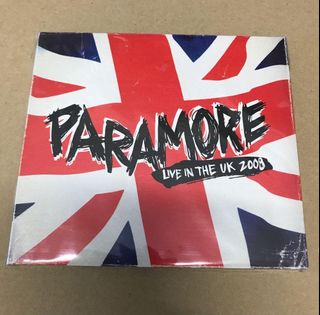 PARAMORE
LIVE IN THE UK 2008